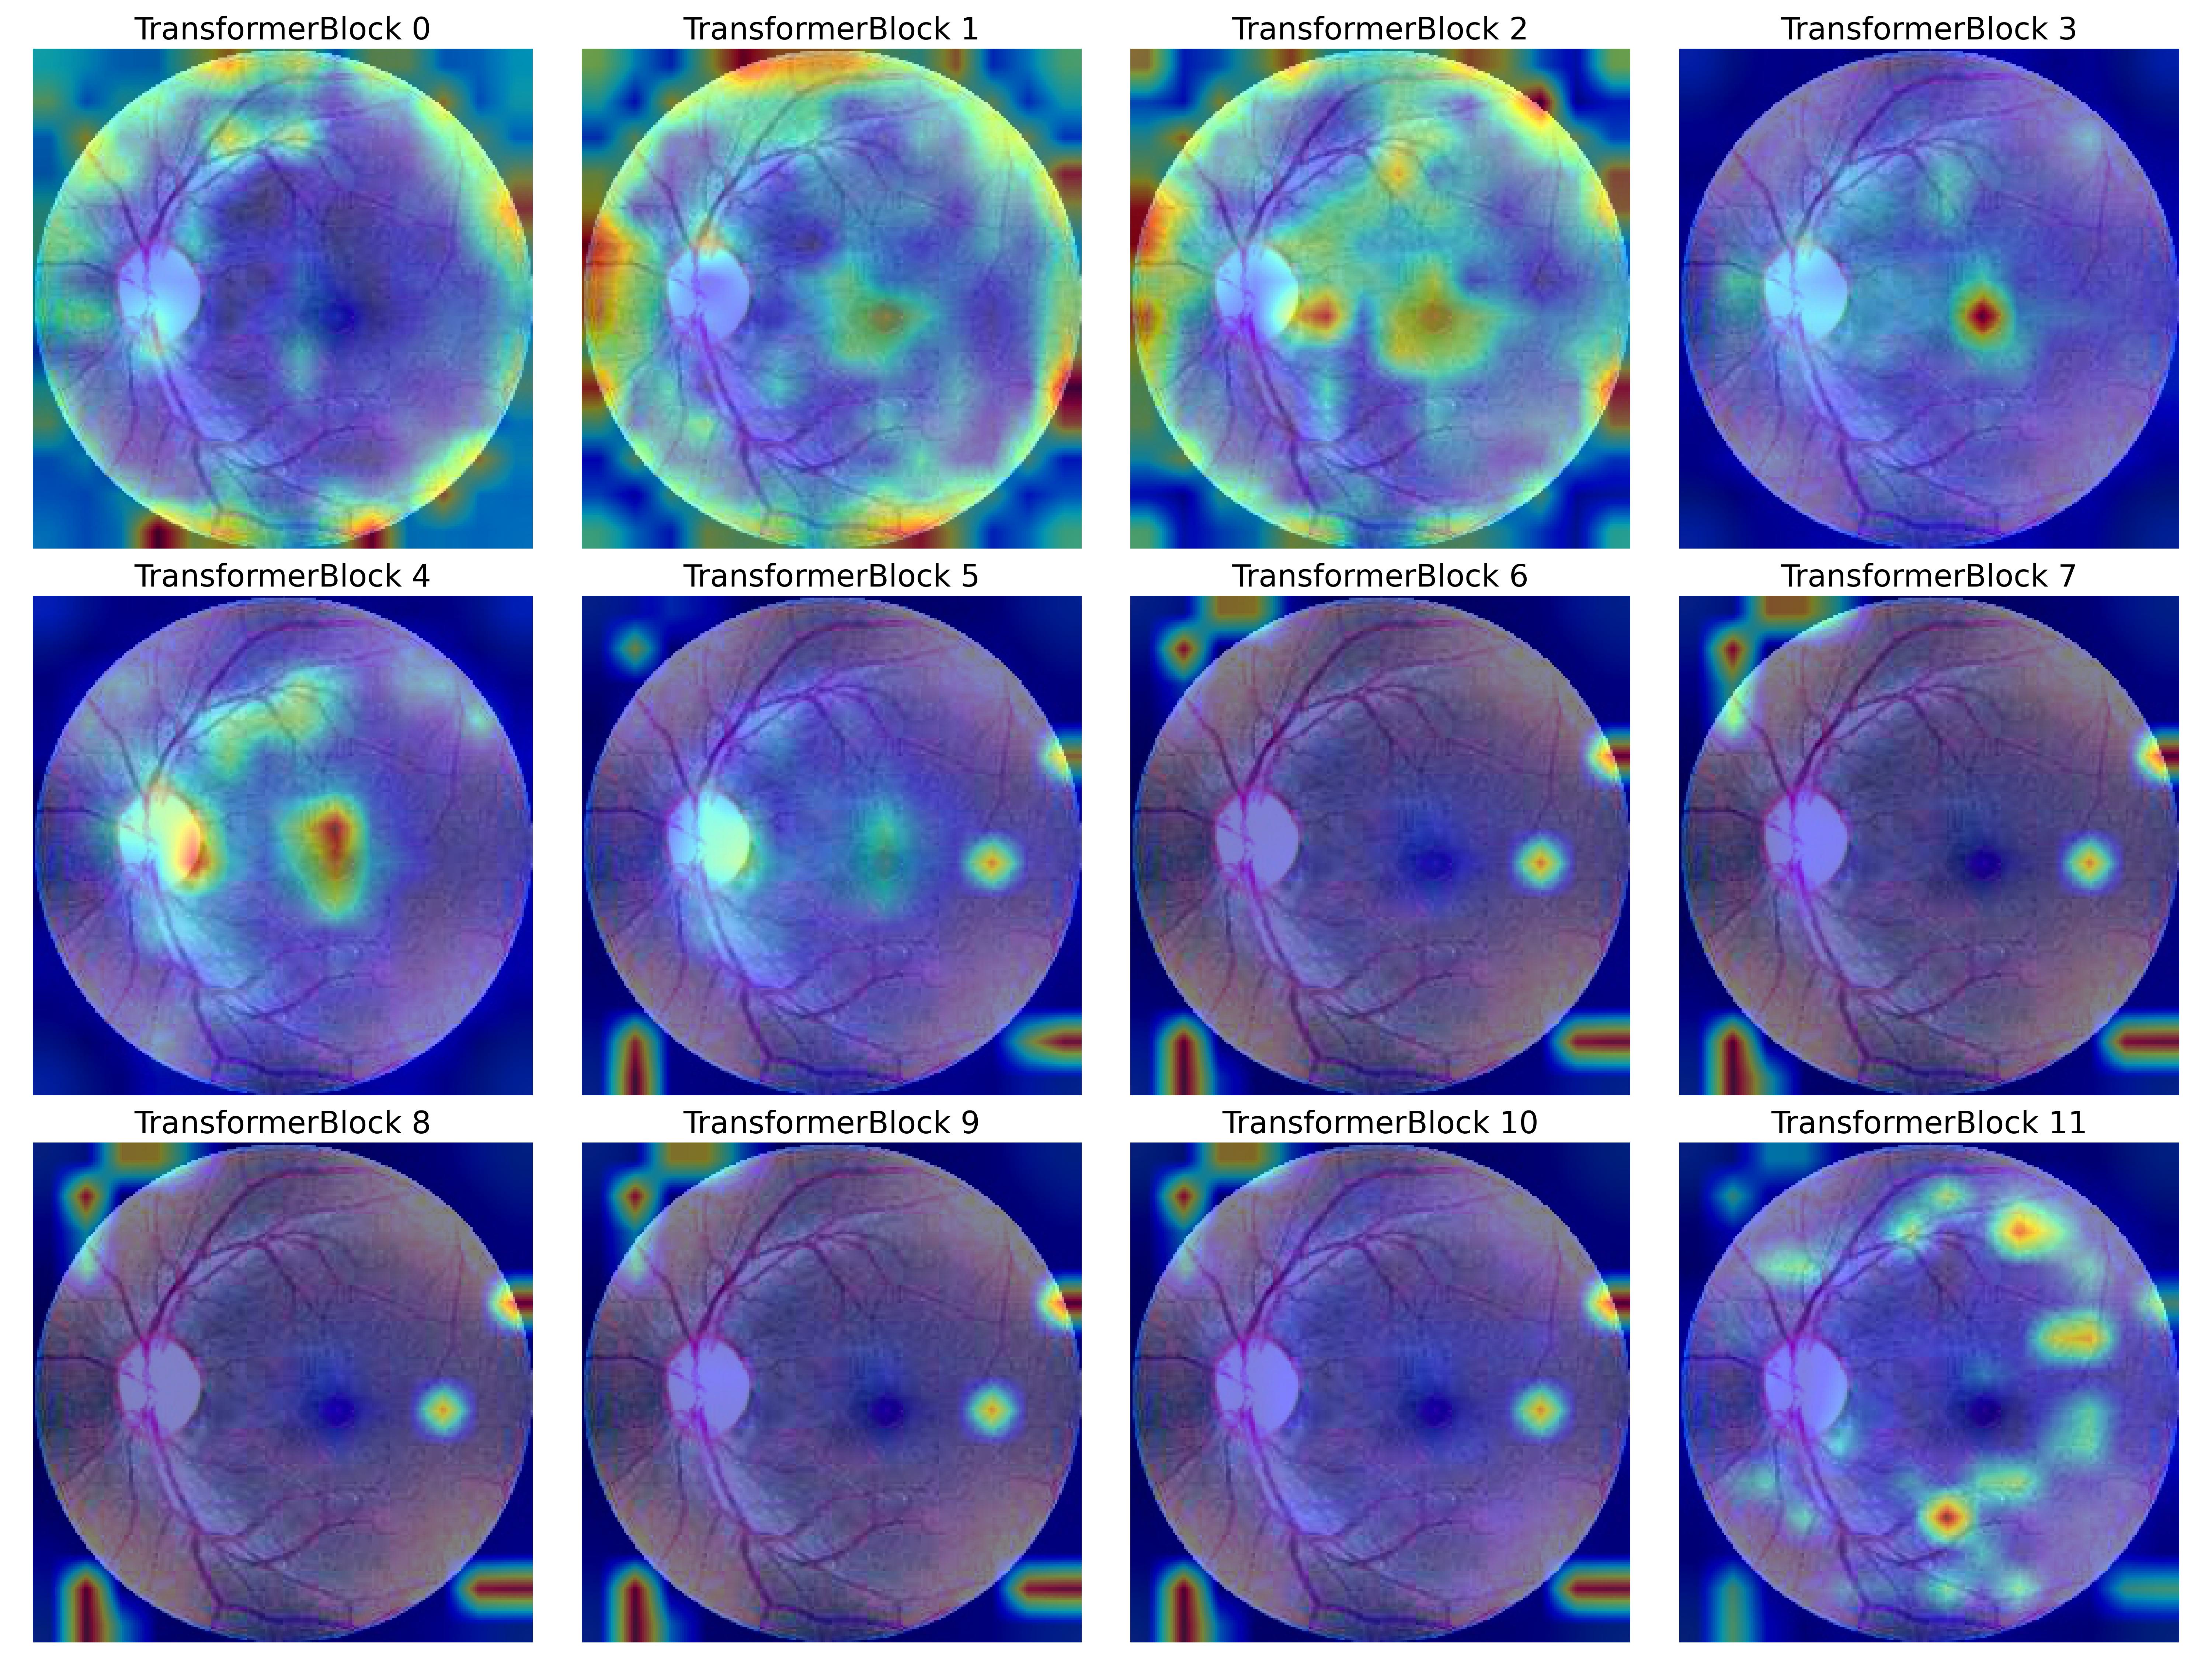 TransformerBlock 0
TransformerBlock 1
TransformerBlock 2
TransformerBlock 3
TransformerBlock 4
TransformerBlock 5
TransformerBlock 6
TransformerBlock 7
TransformerBlock 8
TransformerBlock 9
TransformerBlock 10
TransformerBlock 11